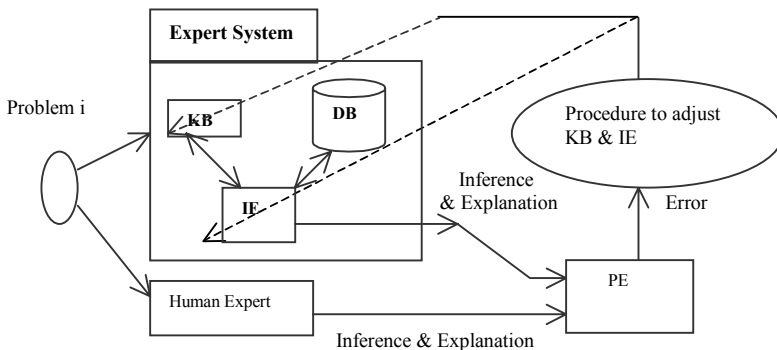 Expert System
Problem i
KB
DB
Procedure to adjust
KB & IE
IE
Inference
& Explanation
Error
PE
Human Expert
Inference & Explanation